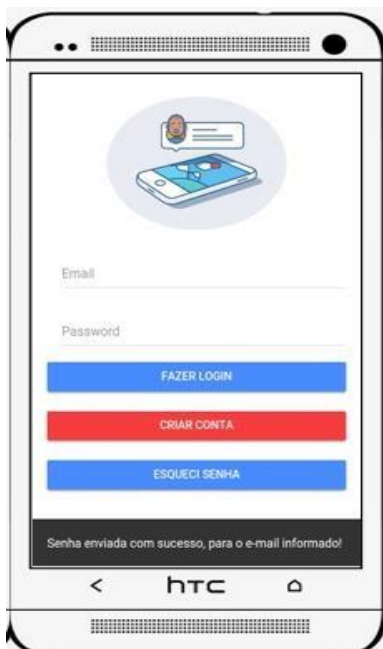 Email
Password
FAZER LOGIN
CRIAR CONTA
ESQUECI SENHA
Senha enviada com sucesso, para o e-mail informado!
hTC